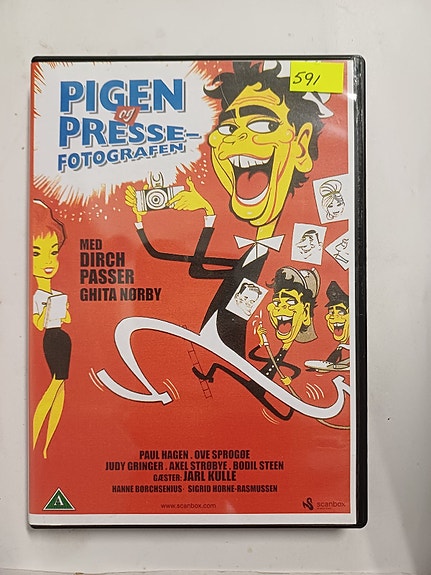 591
PIGEN
og
PRESSE-
FOTOGRAFEN
MED
DIRCH
PASSER
GHITA NØRBY
PAUL HAGEN . OVE SPROGØE
JUDY GRINGER . AXEL STRØBYE . BODIL STEEN
GÆSTER: JARL KULLE
HANNE BORCHSENIUS . SIGRID HORNE-RASMUSSEN
A
www.scanbox.com
scanbox